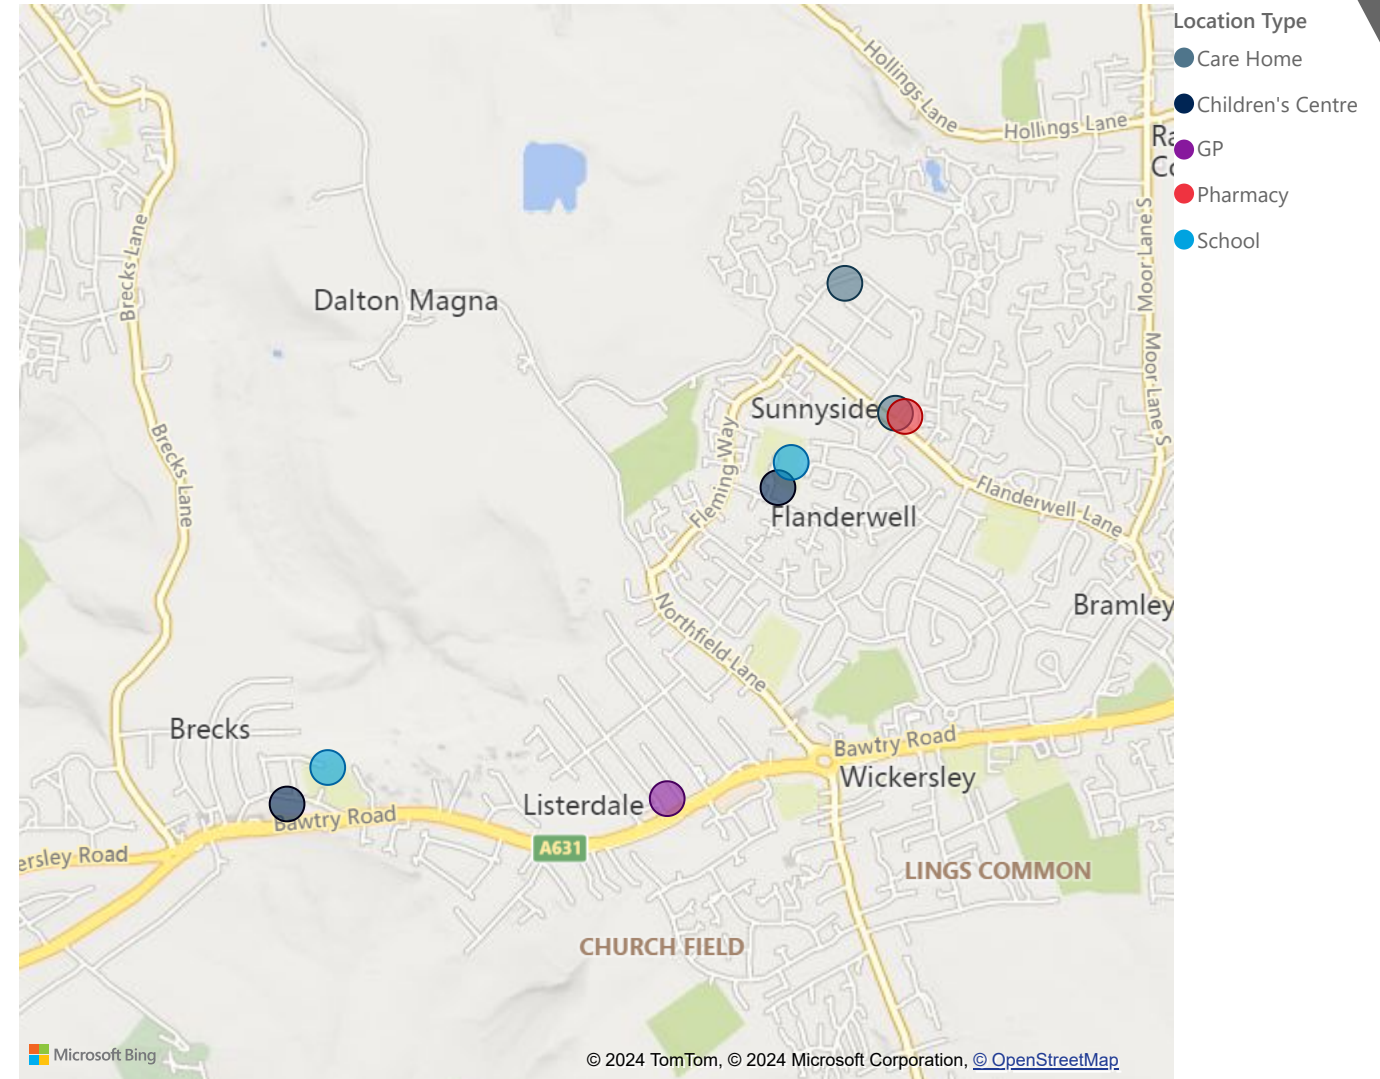 Location Type
Care Home
Children's Centre
GP
Pharmacy
School
Hollings Lane
Hollings Lane
Ra
Co
Brecks Lane
Moor Lane S
Dalton Magna
Moor Lane S
Sunnyside
Fleming Way
Brecks Lane
Flanderwell Lane
Flanderwell
Bramley
Northfield Lane
Brecks
Bawtry Road
Wickersley
Listerdale
Bawtry Road
A631
ersley Road
LINGS COMMON
CHURCH FIELD
Microsoft Bing
© 2024 TomTom, © 2024 Microsoft Corporation, © OpenStreetMap